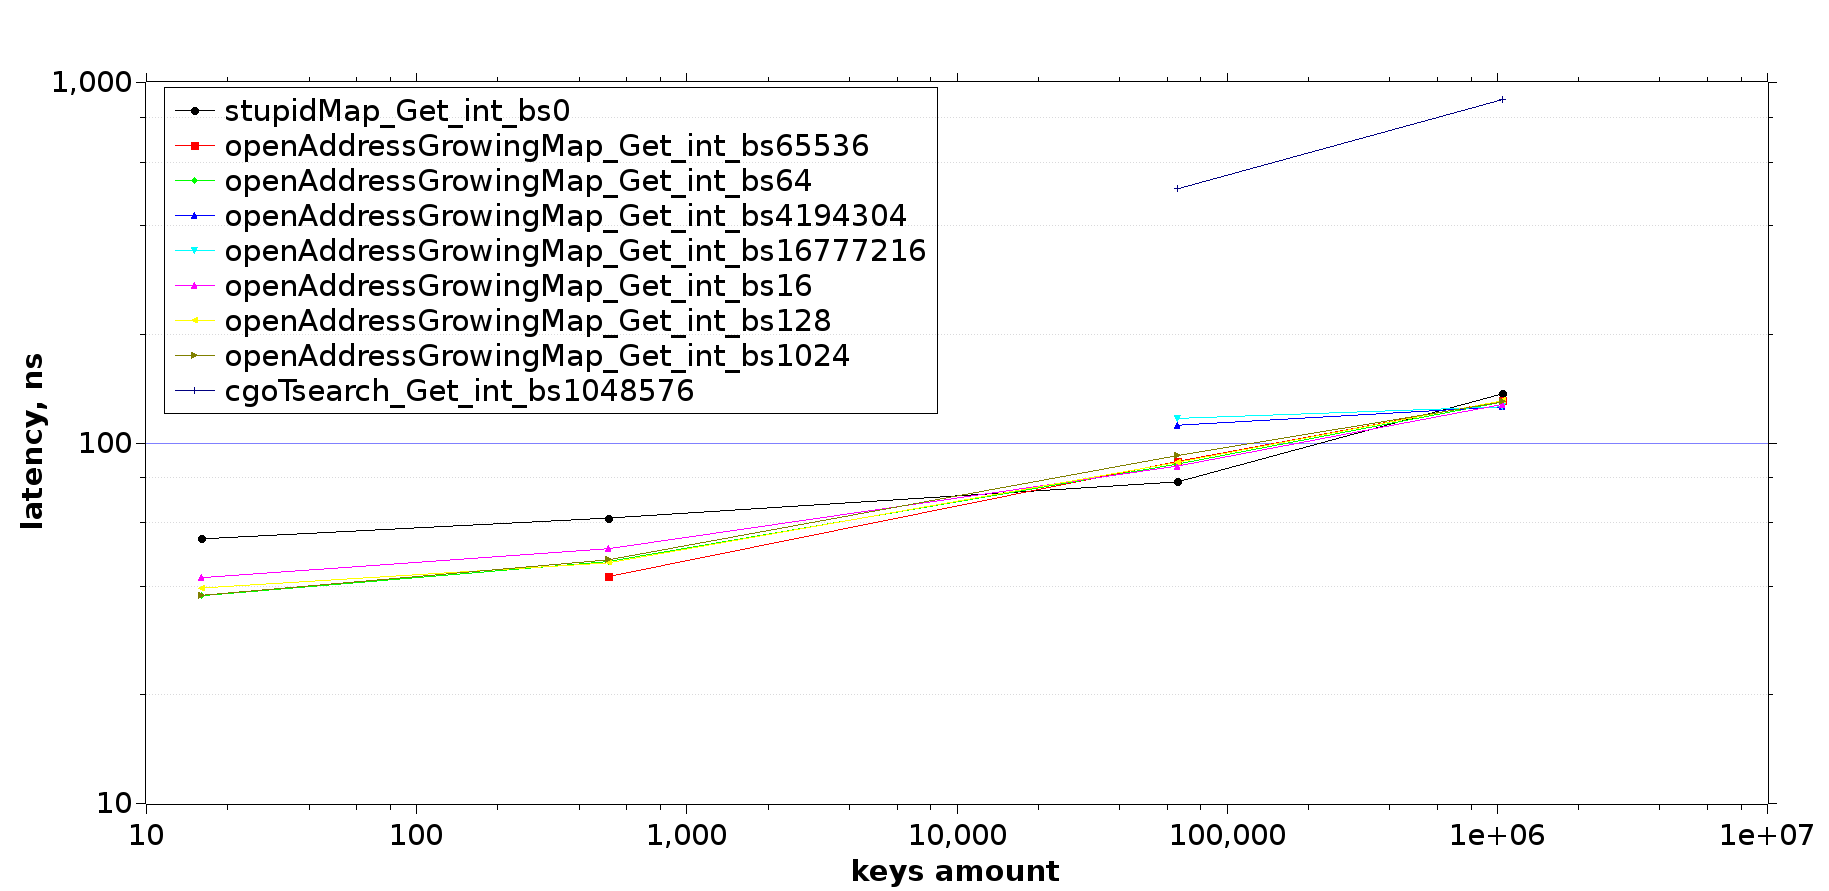 1,000
stupidMap_Get_int_bs0
openAddressGrowingMap_Get_int_bs65536
openAddressGrowingMap_Get_int_bs64
openAddressGrowingMap_Get_int_bs4194304
openAddressGrowingMap_Get_int_bs16777216
openAddressGrowingMap_Get_int_bs16
openAddressGrowingMap_Get_int_bs128
openAddressGrowingMap_Get_int_bs1024
cgoTsearch_Get_int_bs1048576
latency, ns
100
10
10 100 1,000 10,000 100,000 1e+06 1e+07
keys amount